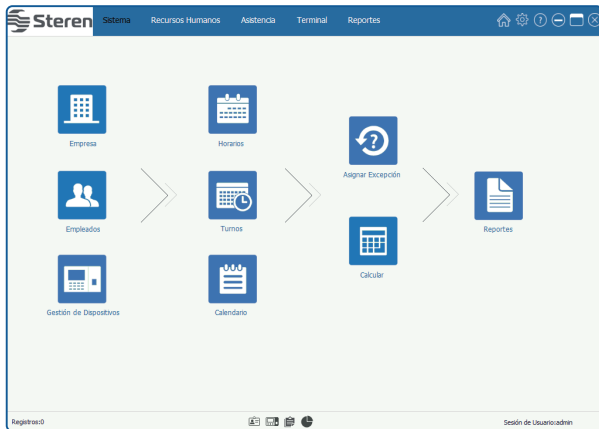 Steren Sistema Recursos Humanos Asistencia Terminal Reportes
Empresa
Horarios
Asignar Excepción
Empleados
Turnos
Reportes
Calcular
Gestión de Dispositivos
Calendario
Registros:0
Sesión de Usuario:admin